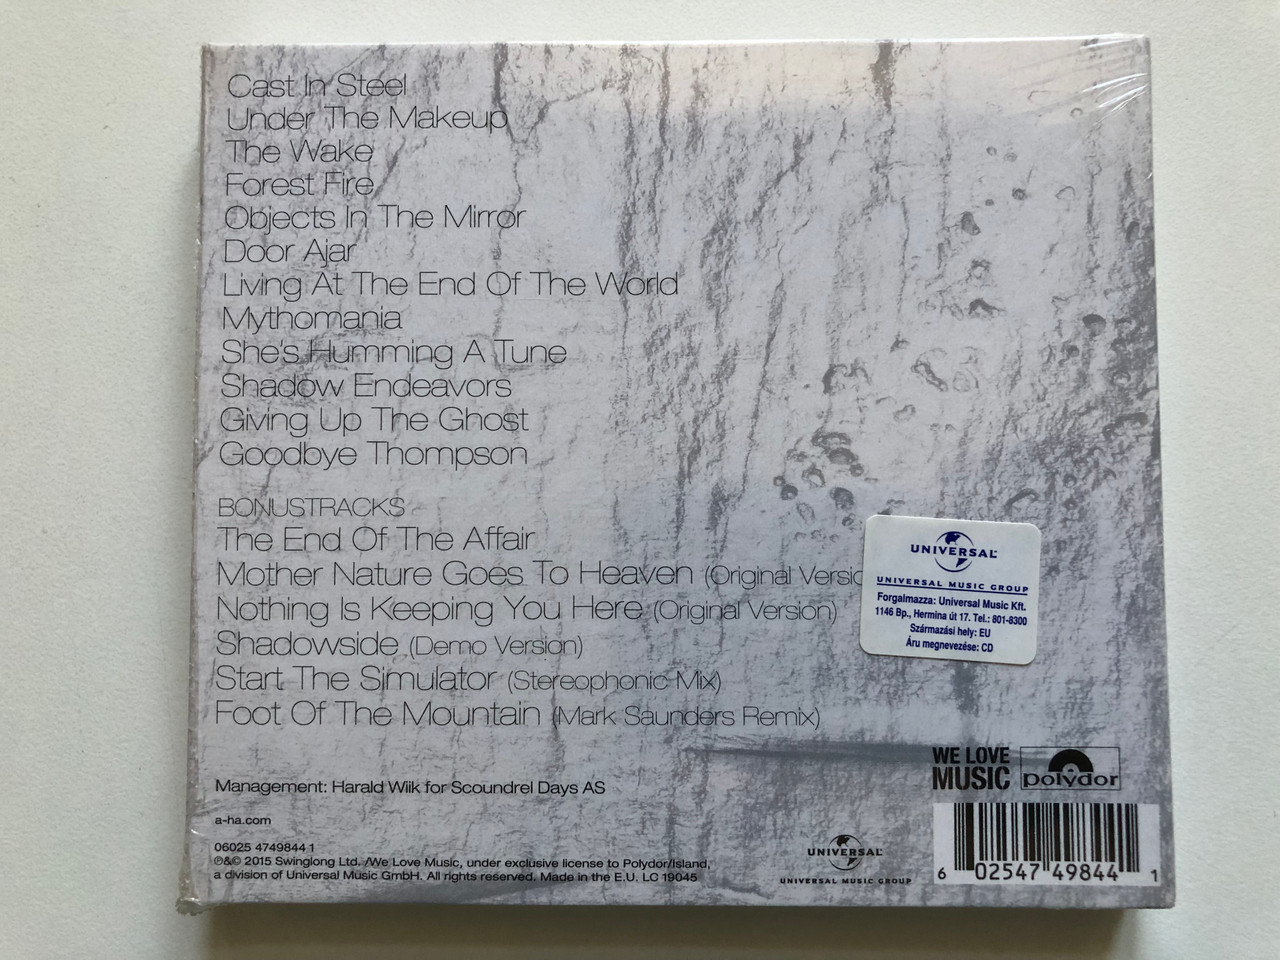 Cast In Steel
Under The Makeup
The Wake
Forest Fire
Objects In The Mirror
Door Ajar
Living At The End Of The World
Mythomania
She's Humming A Tune
Shadow Endeavors
Giving Up The Ghost
Goodbye Thompson
BONUSTRACKS
The End Of The Affair
Mother Nature Goes To Heaven (Original Versio
Nothing Is Keeping You Here (Original Version)
Shadowside (Demo Version)
Start The Simulator (Stereophonic Mix)
Foot Of The Mountain (Mark Saunders Remix)
UNIVERSAL
UNIVERSAL MUSIC GROUP
Forgalmazza: Universal Music Kft.
1146 Bp., Hermina út 17. Tel.: 801-8300
Származási hely: EU
Áru megnevezése: CD
Management: Harald Wiik for Scoundrel Days AS
a-ha.com
06025 4749844 1
℗&© 2015 Swinglong Ltd. /We Love Music, under exclusive license to Polydor/Island,
a division of Universal Music GmbH. All rights reserved. Made in the E.U. LC 19045
UNIVERSAL
UNIVERSAL MUSIC GROUP
WE LOVE
MUSIC
polydor
6 02547 49844 1